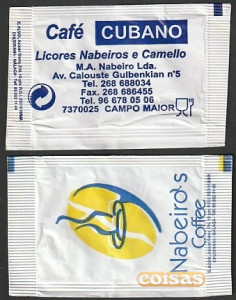 Café CUBANO
Licores Nabeiros e Camello
M.A. Nabeiro Lda.
Av. Calouste Gulbenkian nº5
Tel. 268 688034
Fax. 268 686455
Tel. 96 678 05 06
7370025 CAMPO MAIOR
Nabeiro's
Coffee
coisas